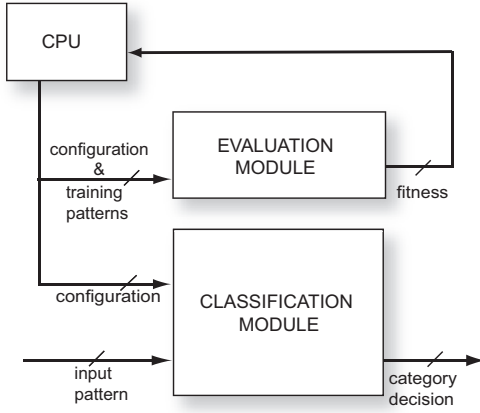 CPU
configuration
&
training
patterns
EVALUATION
MODULE
fitness
configuration
CLASSIFICATION
MODULE
input
pattern
category
decision